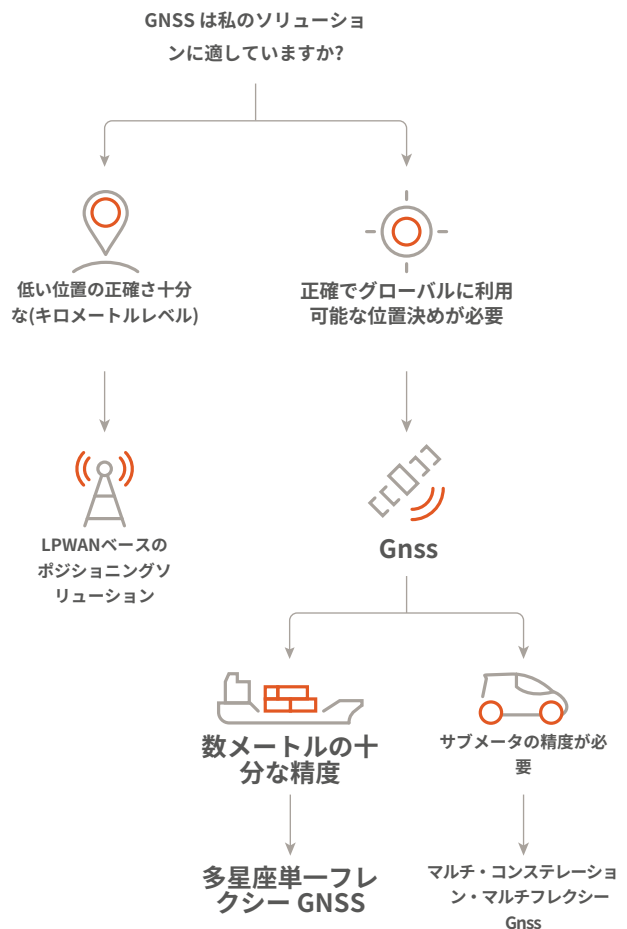 GNSS は私のソリューショ
ンに適していますか?
低い位置の正確さ十分
な(キロメートルレベル)
正確でグローバルに利用
可能な位置決めが必要
LPWANベースの
ポジショニングソ
リューション
Gnss
数メートルの十
分な精度
サブメータの精度が必
要
多星座単一フレ
クシー GNSS
マルチ・コンステレーショ
ン・マルチフレクシー
Gnss